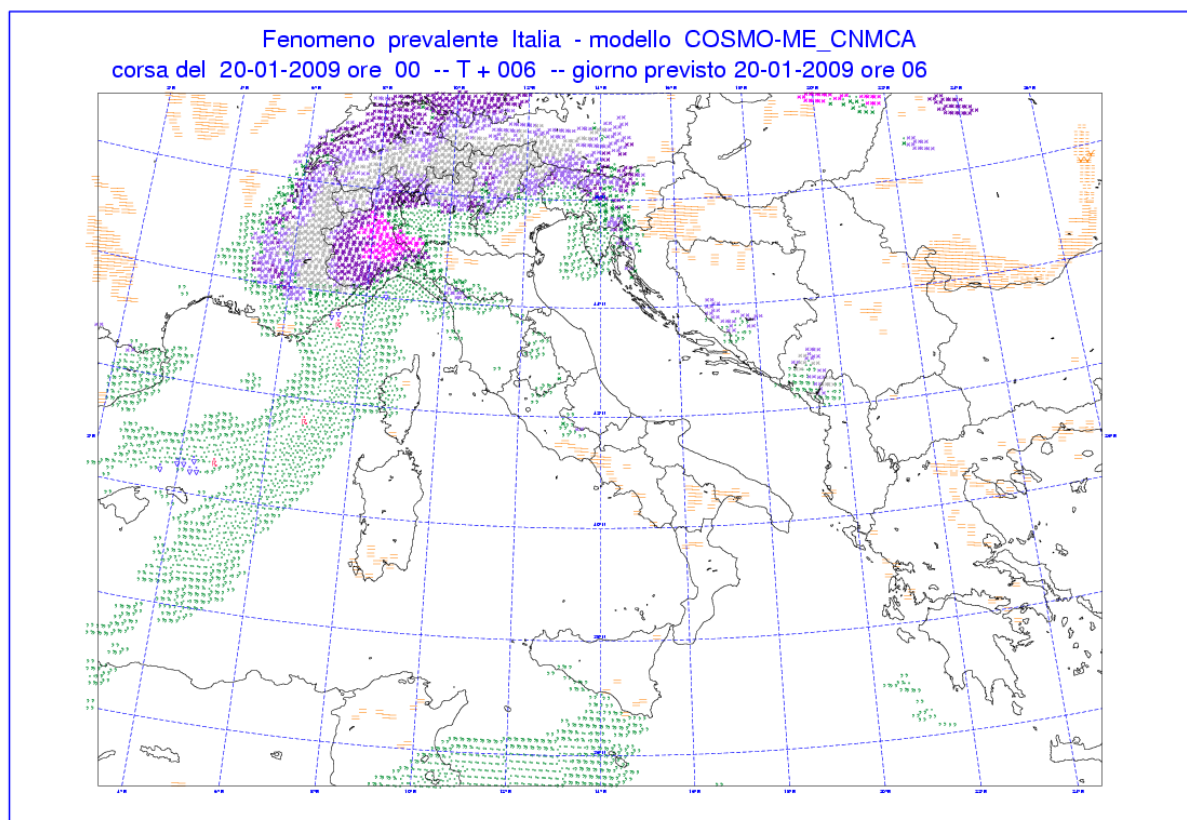 Fenomeno prevalente Italia - modello COSMO-ME_CNMCA
corsa del 20-01-2009 ore 00 -- T + 006 -- giorno previsto 20-01-2009 ore 06